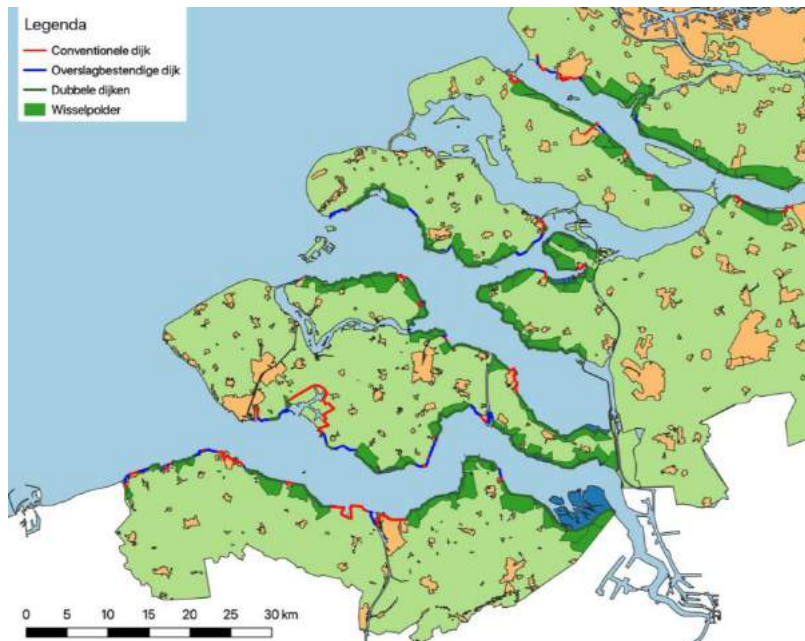 Legenda
Conventionele dijk
Overslagbestendige dijk
Dubbele dijken
Wisselpolder
0 5 10 15 20 25 30 km